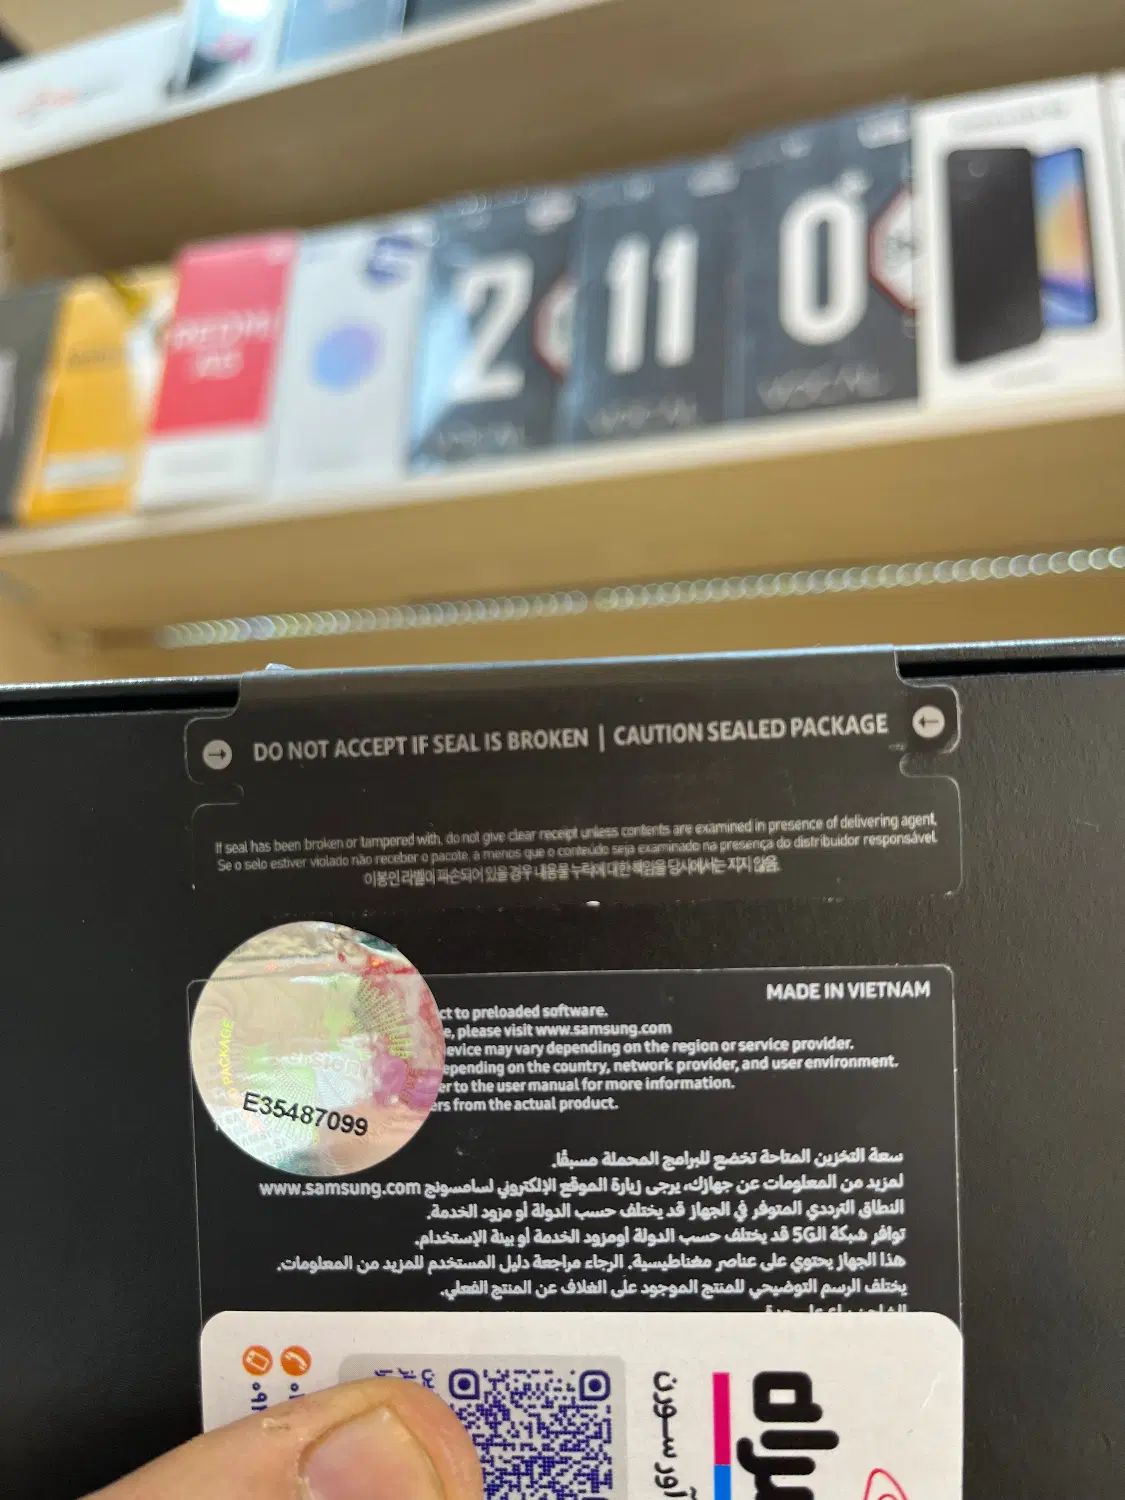 2
11
0
DO NOT ACCEPT IF SEAL IS BROKEN | CAUTION SEALED PACKAGE
If seal has been broken or tampered with, do not give clear receipt unless contents are examined in presence of delivering agent.
Se o selo estiver violado não receber o pacote, a menos que o conteúdo seja examinado na presença do distribuidor responsável.
이 봉인 라벨이 파손되어 있을 경우 내용물 누락에 대한 책임을 당사에서는 지지 않음.
MADE IN VIETNAM
ct to preloaded software.
e, please visit www.samsung.com
evice may vary depending on the region or service provider.
epending on the country, network provider, and user environment.
er to the user manual for more information.
ers from the actual product.
PACKAGE
E35487099
سعة التخزين المتاحة تخضع للبرامج المحملة مسبقًا.
لمزيد من المعلومات عن جهازك، يرجى زيارة الموقع الإلكتروني لسامسونج www.samsung.com
النطاق الترددي المتوفر في الجهاز قد يختلف حسب الدولة أو مزود الخدمة.
توافر شبكة الـ5G قد يختلف حسب الدولة أومزود الخدمة أو بيئة الإستخدام.
هذا الجهاز يحتوي على عناصر مغناطيسية. الرجاء مراجعة دليل المستخدم للمزيد من المعلومات.
يختلف الرسم التوضيحي للمنتج الموجود على الغلاف عن المنتج الفعلي.